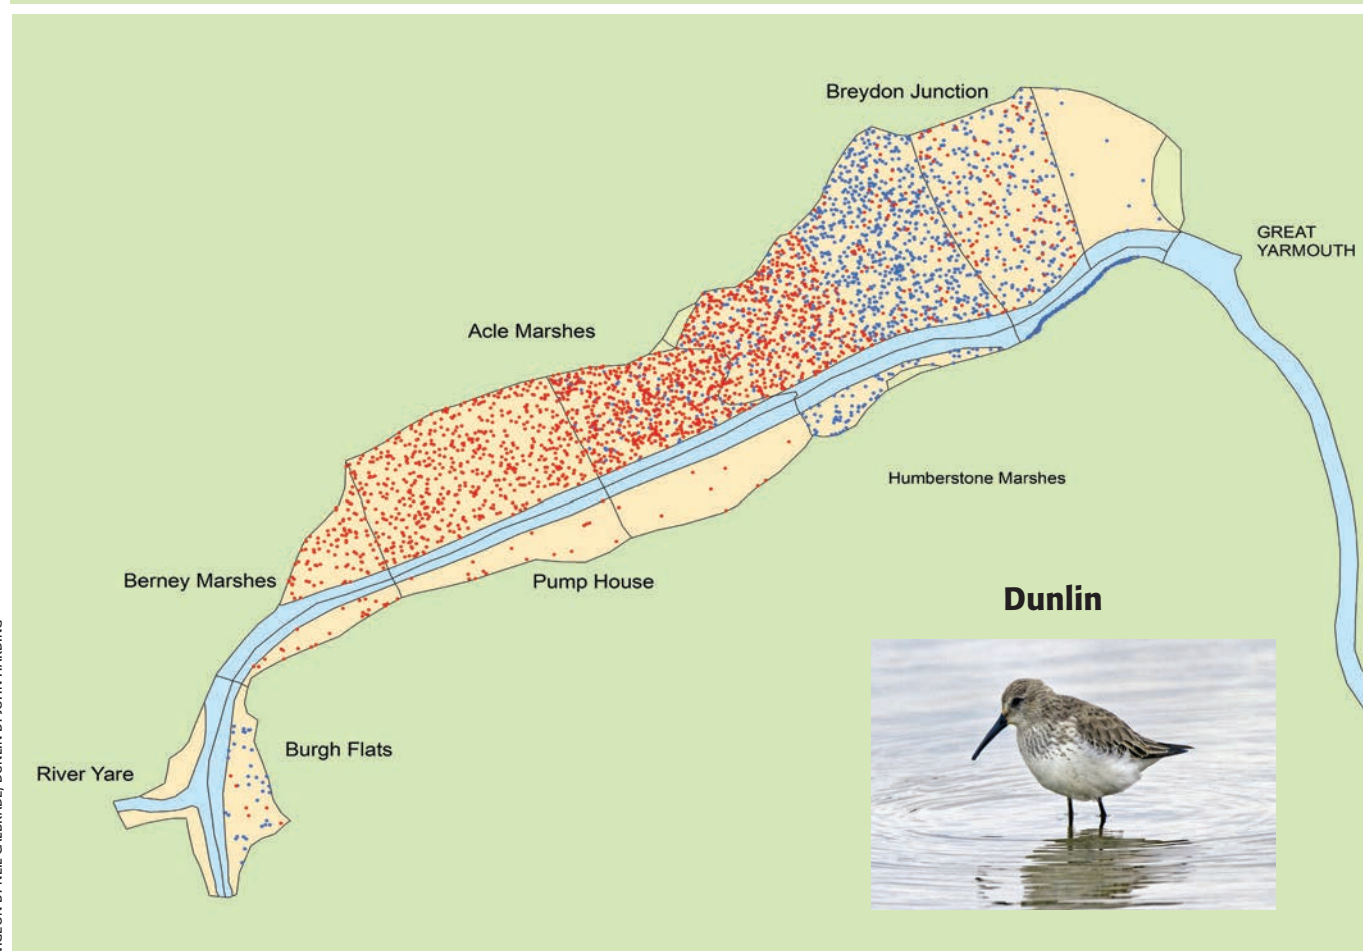 Breydon Junction
GREAT
YARMOUTH
Acle Marshes
Humberstone Marshes
Berney Marshes
Pump House
Dunlin
Burgh Flats
River Yare